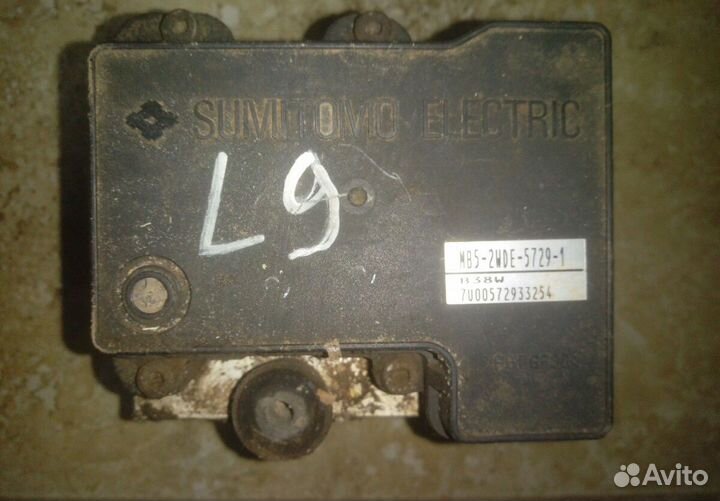 SUMITOMO ELECTRIC
L9
MB5-2WDE-5729-1
B38W
7U00572933254
Avito